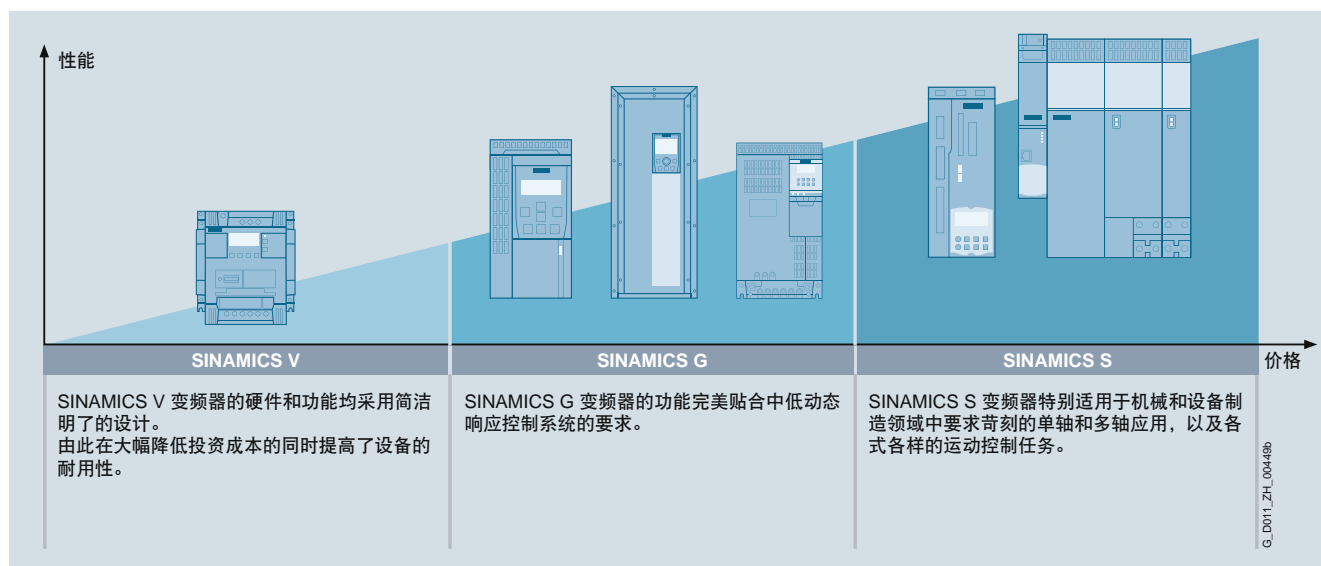 性能
SINAMICS V
SINAMICS G
SINAMICS S
价格
SINAMICS V 变频器的硬件和功能均采用简洁
明了的设计。
由此在大幅降低投资成本的同时提高了设备的
耐用性。
SINAMICS G 变频器的功能完美贴合中低动态
响应控制系统的要求。
SINAMICS S 变频器特别适用于机械和设备制
造领域中要求苛刻的单轴和多轴应用，以及各
式各样的运动控制任务。
G_D011_ZH_00449b